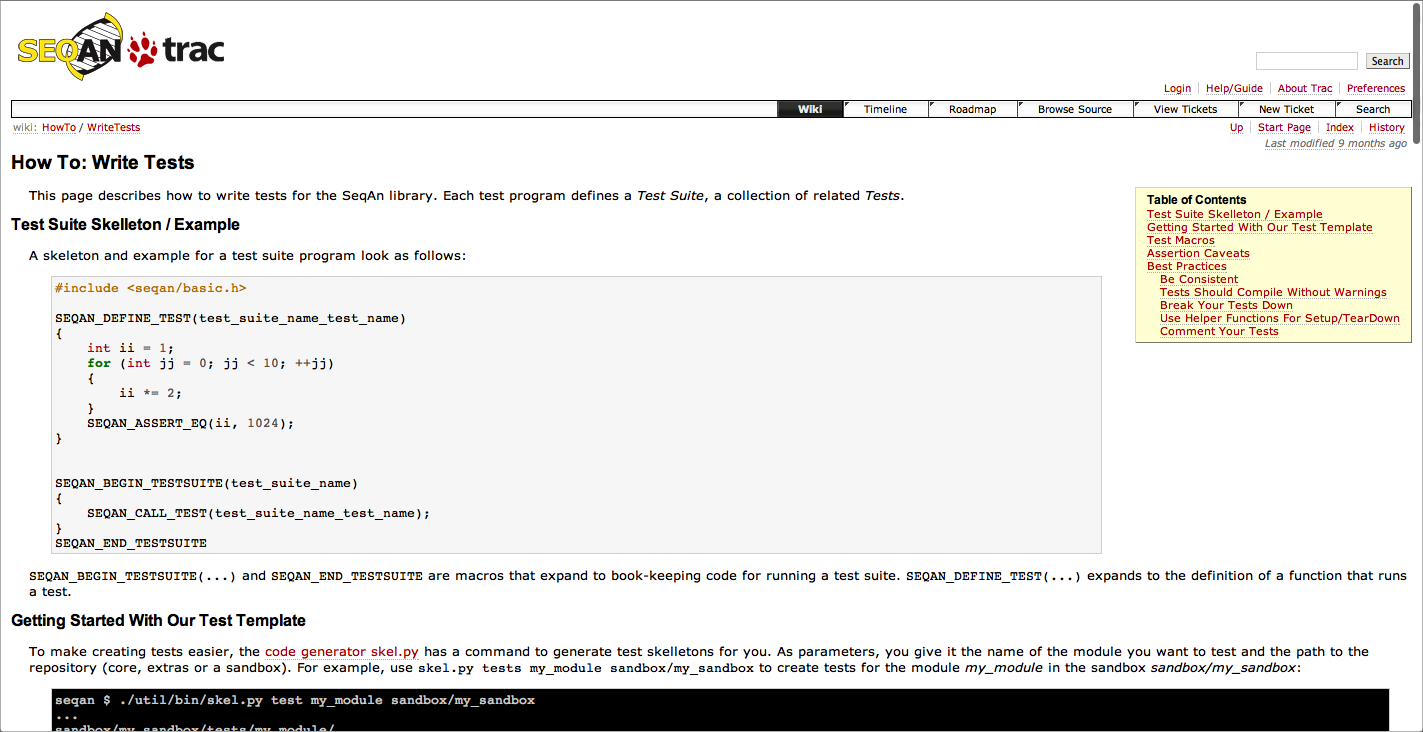 SEQAN trac
Search
Login Help/Guide About Trac Preferences
Wiki Timeline Roadmap Browse Source View Tickets New Ticket Search
wiki: HowTo / WriteTests
Up Start Page Index History
Last modified 9 months ago
How To: Write Tests
This page describes how to write tests for the SeqAn library. Each test program defines a Test Suite, a collection of related Tests.
Table of Contents
Test Suite Skelleton / Example
Getting Started With Our Test Template
Test Macros
Assertion Caveats
Best Practices
Be Consistent
Tests Should Compile Without Warnings
Break Your Tests Down
Use Helper Functions For Setup/TearDown
Comment Your Tests
Test Suite Skelleton / Example
A skeleton and example for a test suite program look as follows:
#include <seqan/basic.h>
SEQAN_DEFINE_TEST(test_suite_name_test_name)
{
int ii = 1;
for (int jj = 0; jj < 10; ++jj)
{
ii *= 2;
}
SEQAN_ASSERT_EQ(ii, 1024);
}
SEQAN_BEGIN_TESTSUITE(test_suite_name)
{
SEQAN_CALL_TEST(test_suite_name_test_name);
}
SEQAN_END_TESTSUITE
SEQAN_BEGIN_TESTSUITE(...) and SEQAN_END_TESTSUITE are macros that expand to book-keeping code for running a test suite. SEQAN_DEFINE_TEST(...) expands to the definition of a function that runs
a test.
Getting Started With Our Test Template
To make creating tests easier, the code generator skel.py has a command to generate test skelletons for you. As parameters, you give it the name of the module you want to test and the path to the
repository (core, extras or a sandbox). For example, use skel.py tests my_module sandbox/my_sandbox to create tests for the module my_module in the sandbox sandbox/my_sandbox:
seqan $ ./util/bin/skel.py test my_module sandbox/my_sandbox
...
sandbox/my_sandbox/tests/my_module/